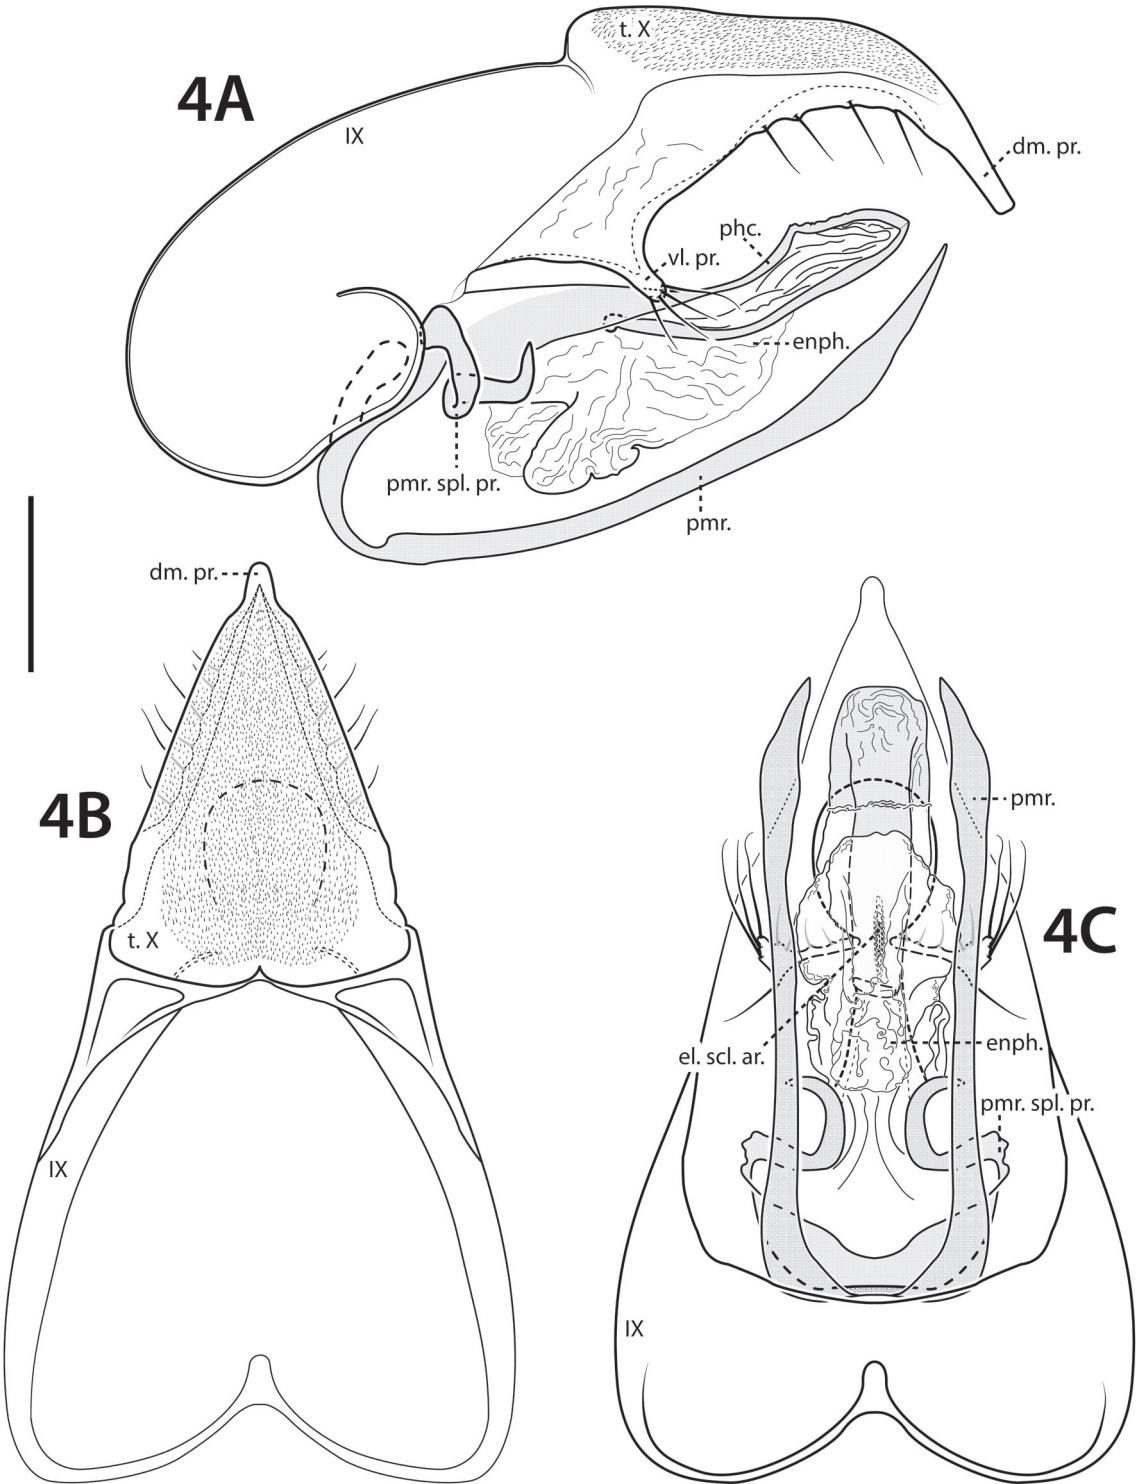 t. X
4A
IX
dm. pr.
phc.
vl. pr.
enph.
pmr. spl. pr.
pmr.
dm. pr.
4B
t. X
IX
pmr.
4C
enph.
el. scl. ar.
pmr. spl. pr.
IX